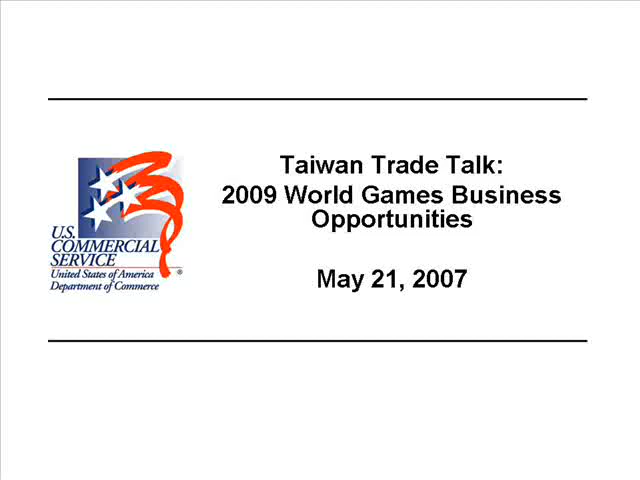 Taiwan Trade Talk:
2009 World Games Business
Opportunities
May 21, 2007
U.S.
COMMERCIAL
SERVICE
United States of America
Department of Commerce
®